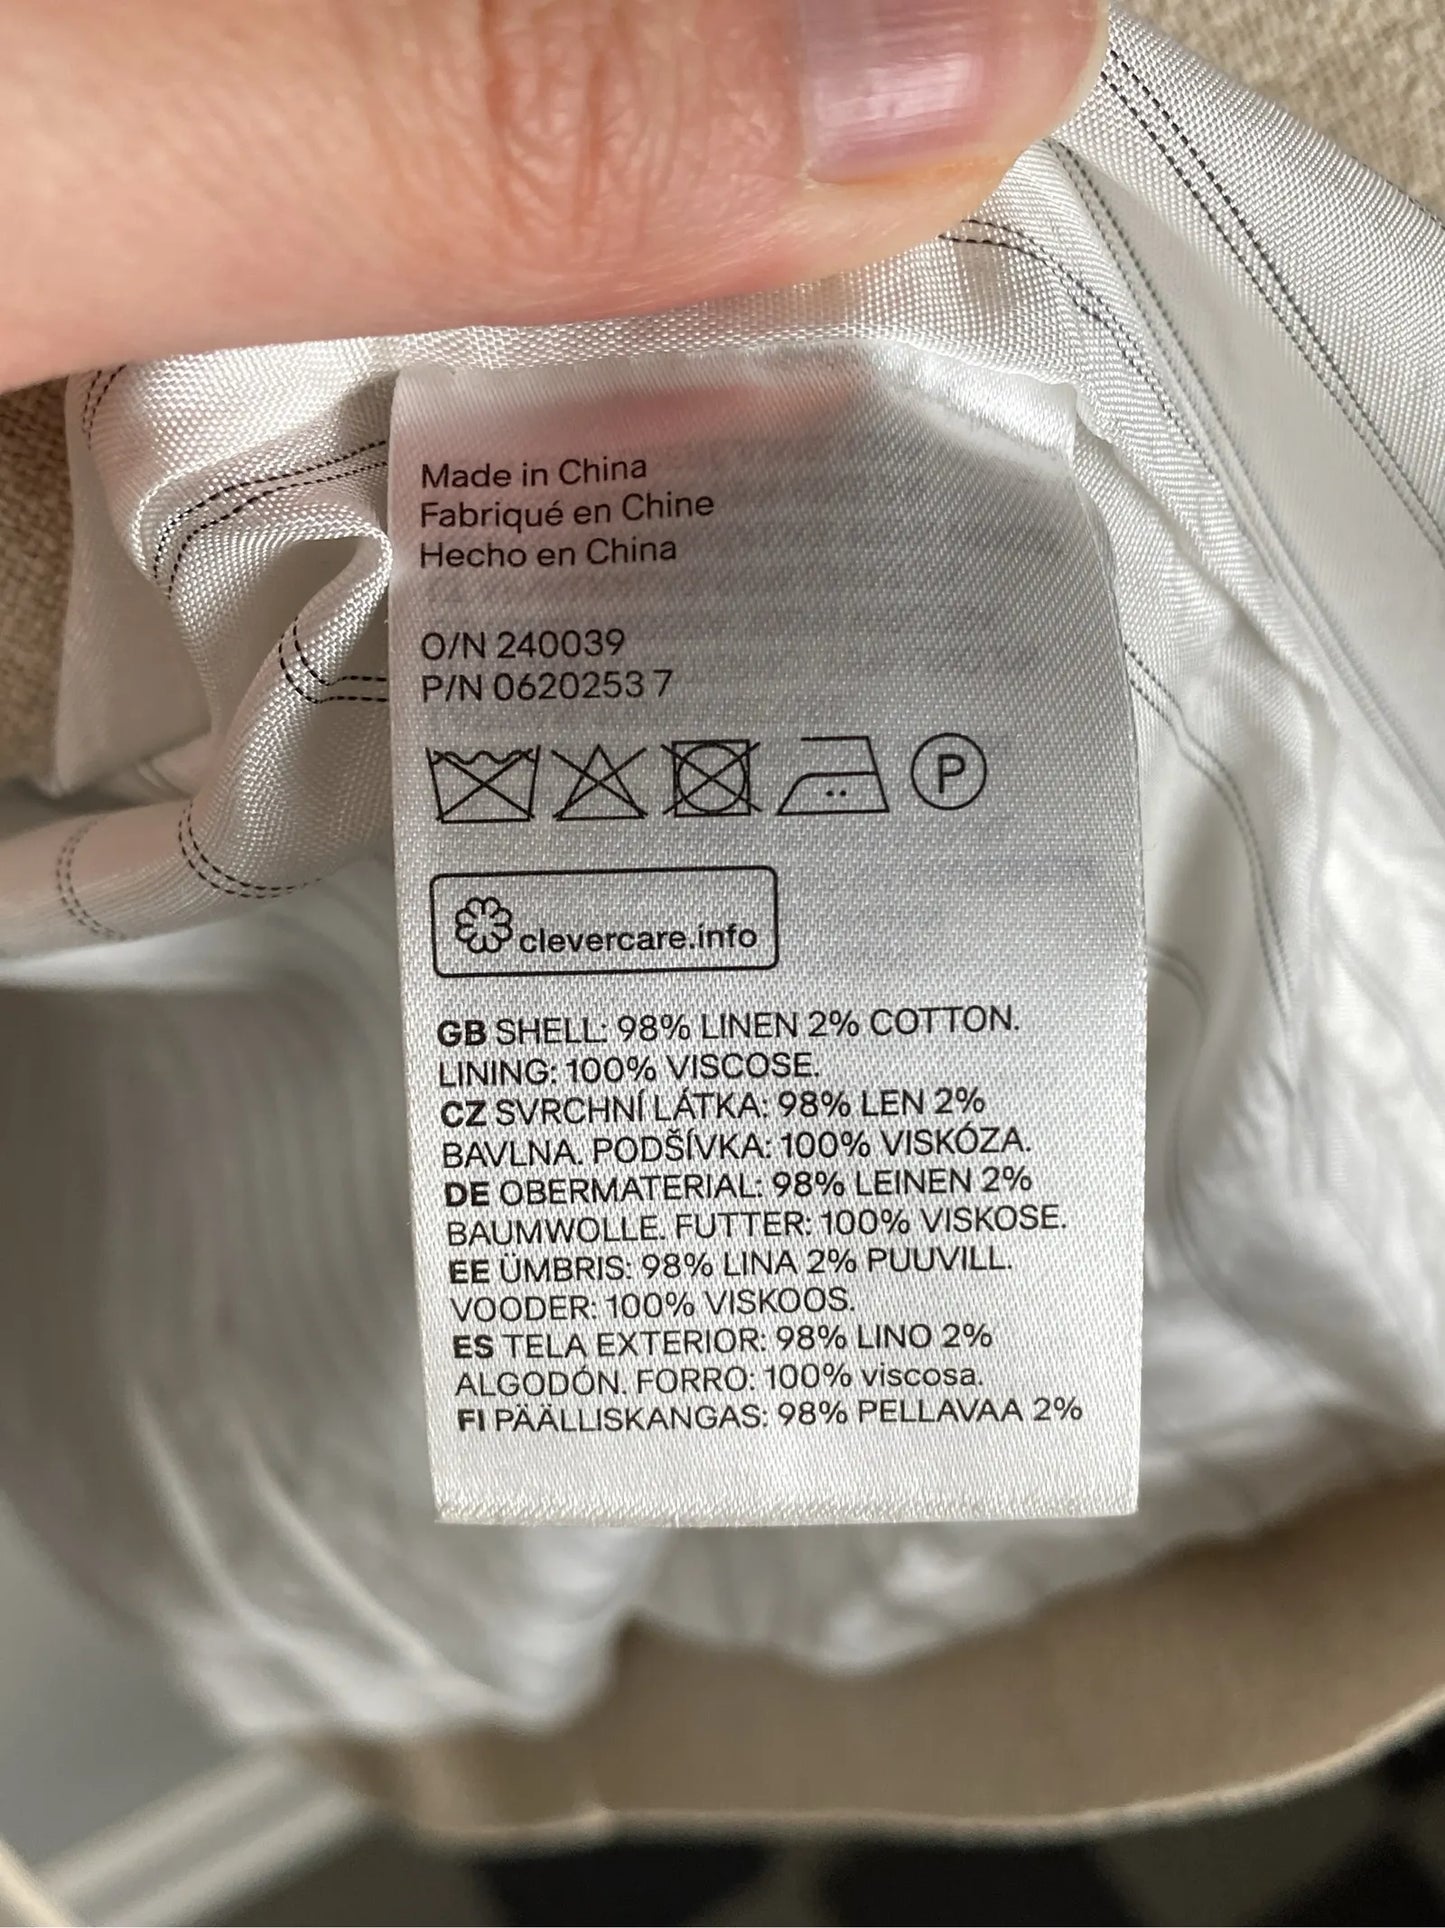 Made in China
Fabriqué en Chine
Hecho en China
O/N 240039
P/N 0620253 7
P
clevercare.info
GB SHELL: 98% LINEN 2% COTTON.
LINING: 100% VISCOSE.
CZ SVRCHNÍ LÁTKA: 98% LEN 2%
BAVLNA. PODŠÍVKA: 100% VISKÓZA.
DE OBERMATERIAL: 98% LEINEN 2%
BAUMWOLLE. FUTTER: 100% VISKOSE.
EE ÜMBRIS: 98% LINA 2% PUUVILL.
VOODER: 100% VISKOOS.
ES TELA EXTERIOR: 98% LINO 2%
ALGODÓN. FORRO: 100% viscosa.
FI PÄÄLLISKANGAS: 98% PELLAVAA 2%